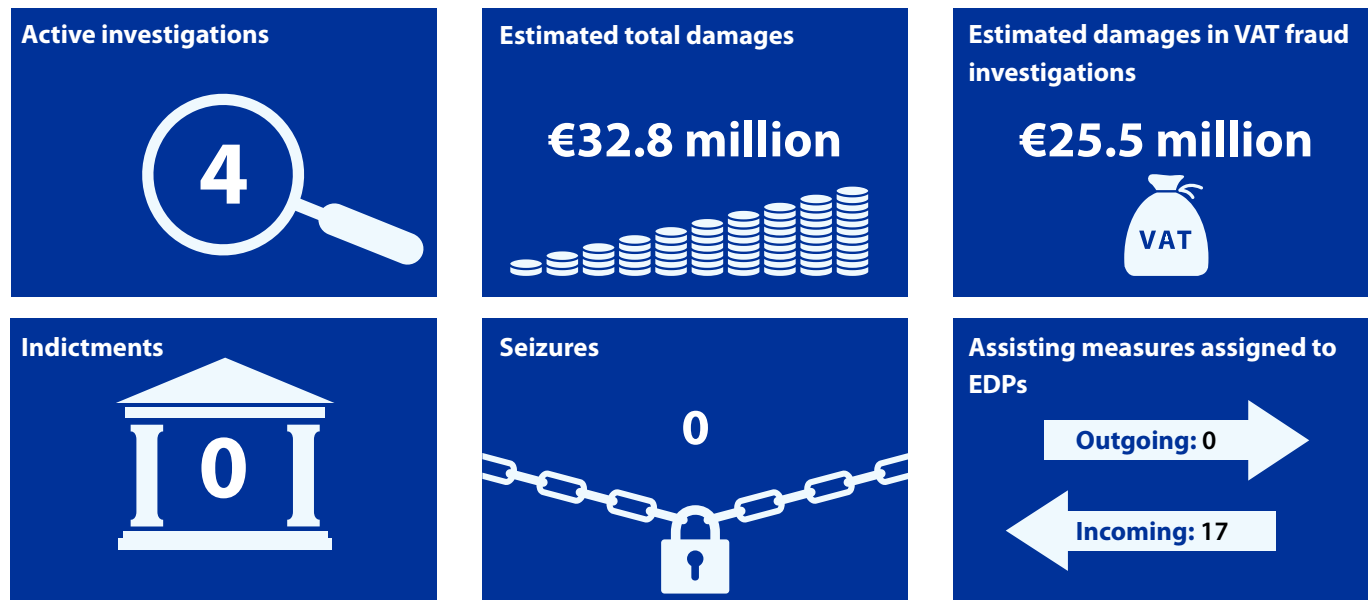 Active investigations
4
Estimated total damages
€32.8 million
Estimated damages in VAT fraud
investigations
€25.5 million
VAT
Indictments
0
Seizures
0
Assisting measures assigned to
EDPs
Outgoing: 0
Incoming: 17